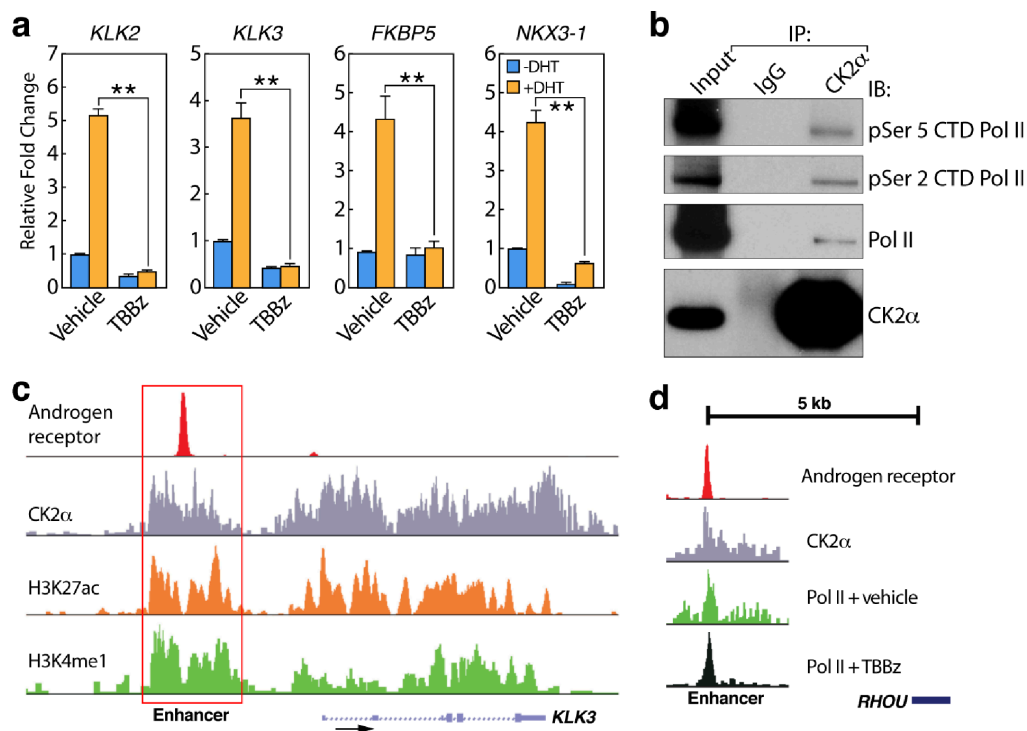 a
KLK2
KLK3
FKBP5
NKX3-1
Relative Fold Change
7
6
5
4
3
2
1
0
Vehicle
TBBz
**
5
4
3
2
1
0
Vehicle
TBBz
**
6
5
4
3
2
1
0
Vehicle
TBBz
**
6
5
4
3
2
1
0
Vehicle
TBBz
**
-DHT
+DHT
b
IP:
Input
IgG
CK2α
IB:
pSer 5 CTD Pol II
pSer 2 CTD Pol II
Pol II
CK2α
c
Androgen
receptor
CK2α
H3K27ac
H3K4me1
Enhancer
KLK3
d
5 kb
Androgen receptor
CK2α
Pol II + vehicle
Pol II + TBBz
Enhancer
RHOU